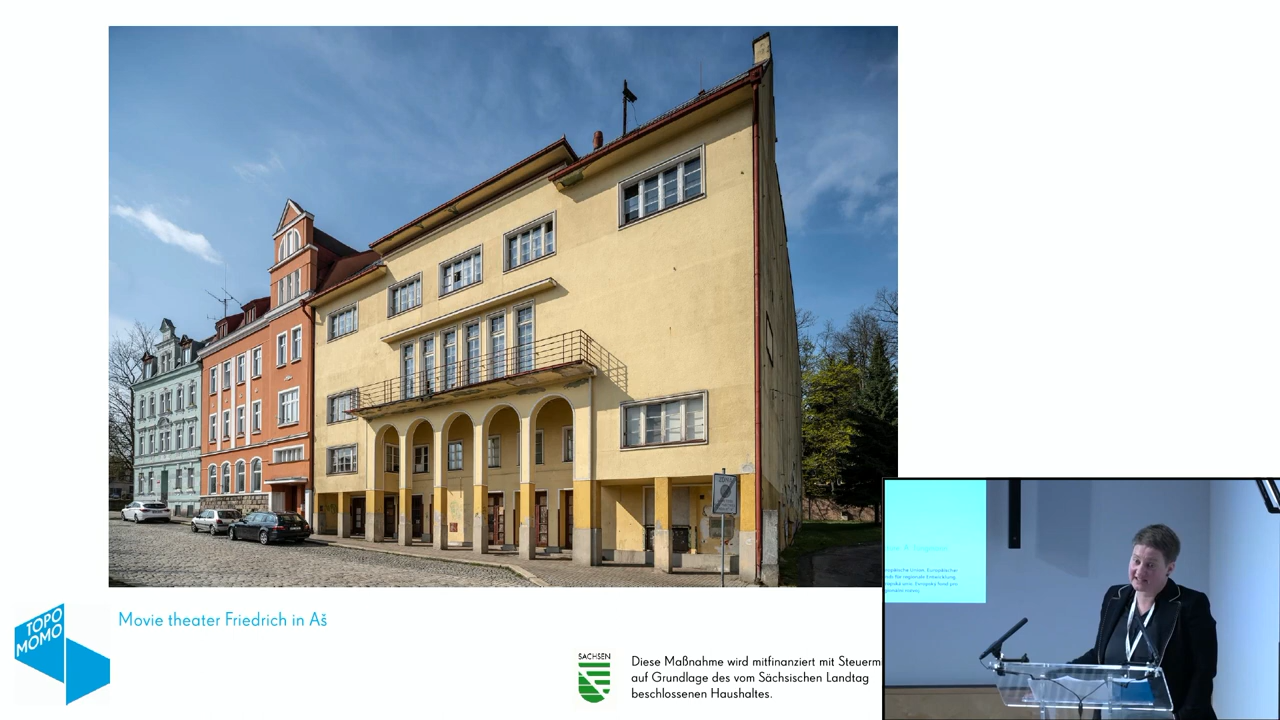 ZÓNA
TOPO
MOMO
Movie theater Friedrich in Aš
SACHSEN
Diese Maßnahme wird mitfinanziert mit Steuerm
auf Grundlage des vom Sächsischen Landtag
beschlossenen Haushaltes.